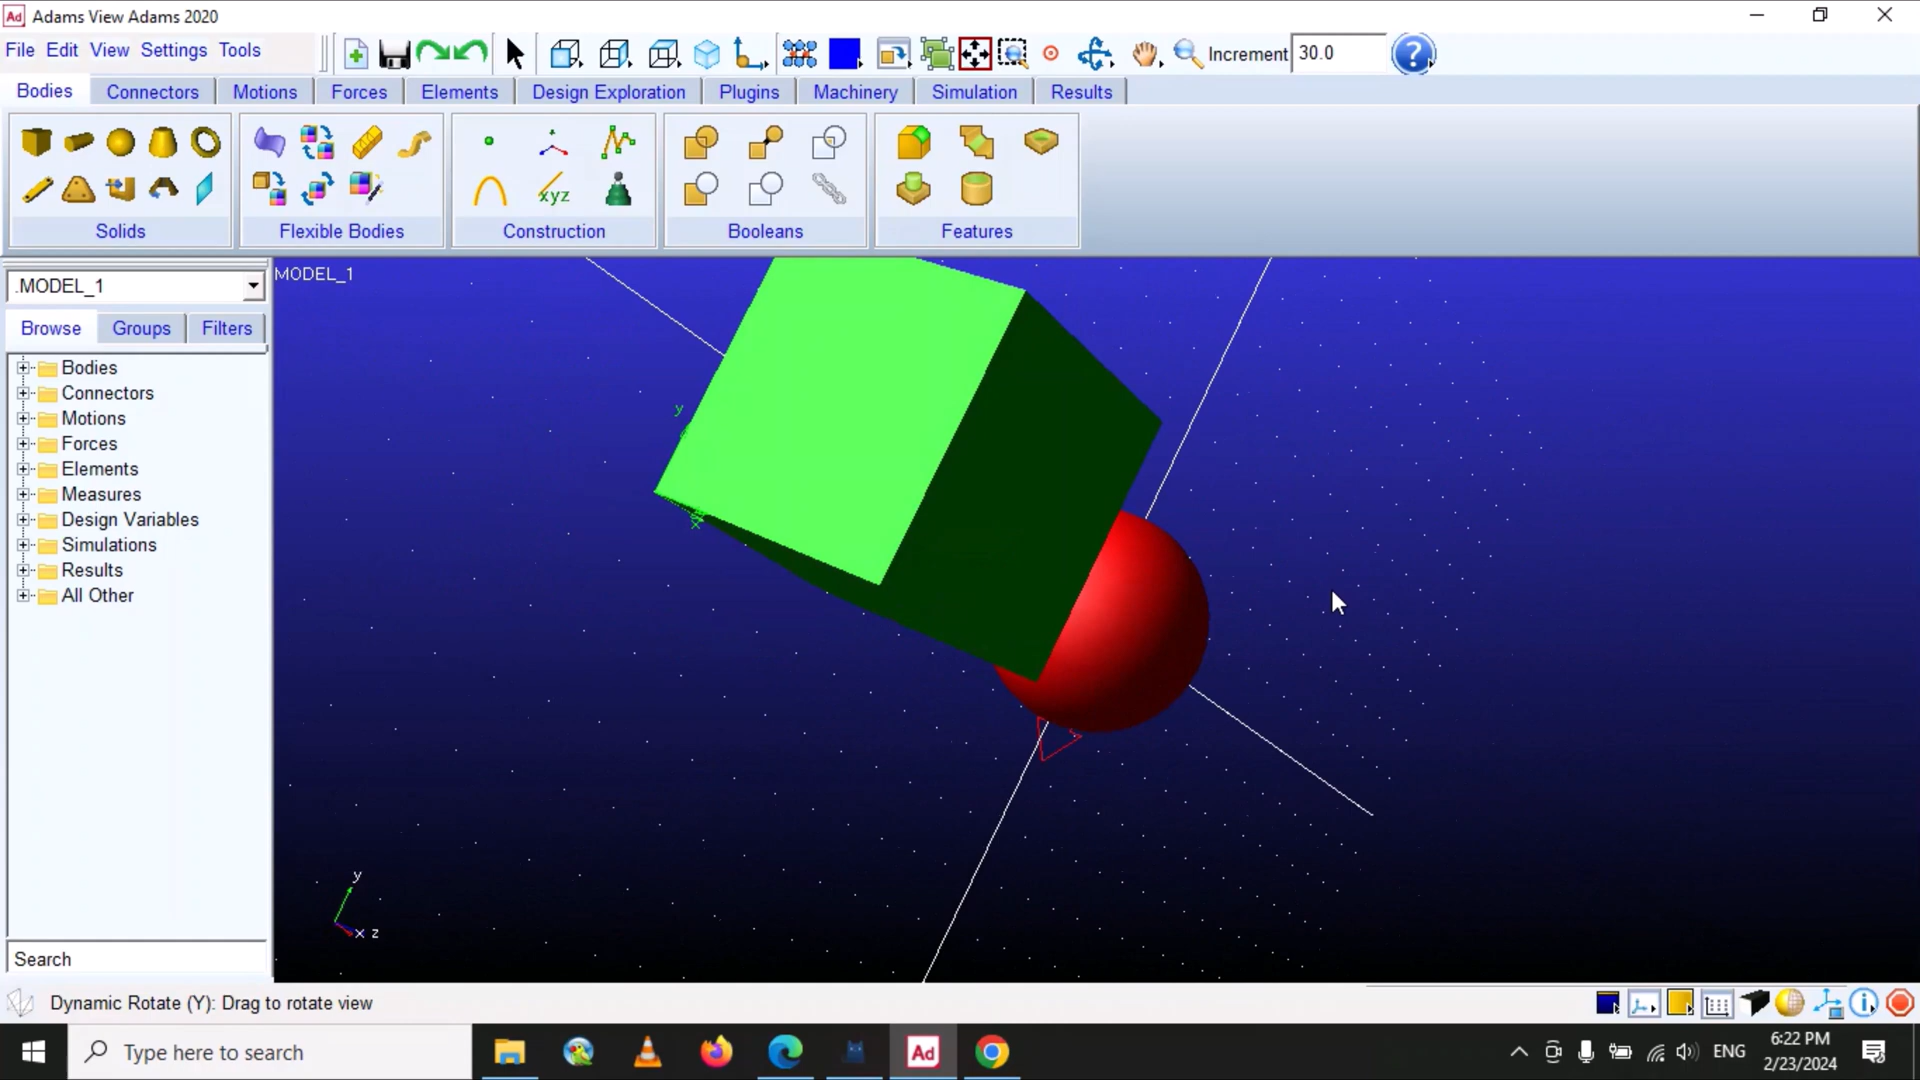 Ad Adams View Adams 2020
File Edit View Settings Tools
Increment 30.0 ?
Bodies Connectors Motions Forces Elements Design Exploration Plugins Machinery Simulation Results
xyz
Solids Flexible Bodies Construction Booleans Features
.MODEL_1
MODEL_1
Browse Groups Filters
Bodies
Connectors
Motions
Forces
Elements
Measures
Design Variables
Simulations
Results
All Other
y
x
y
x z
Search
Dynamic Rotate (Y): Drag to rotate view
Type here to search
Ad
ENG
6:22 PM
2/23/2024